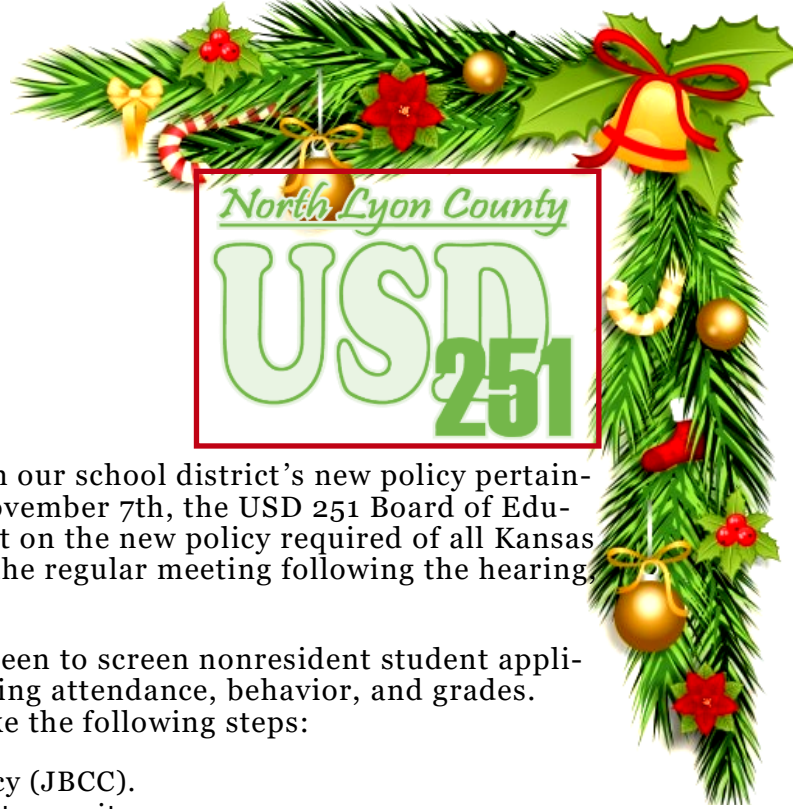 North Lyon County
USD
251
n our school district's new policy pertain-
ovember 7th, the USD 251 Board of Edu-
t on the new policy required of all Kansas
he regular meeting following the hearing,
een to screen nonresident student appli-
ing attendance, behavior, and grades.
e the following steps:
cy (JBCC).